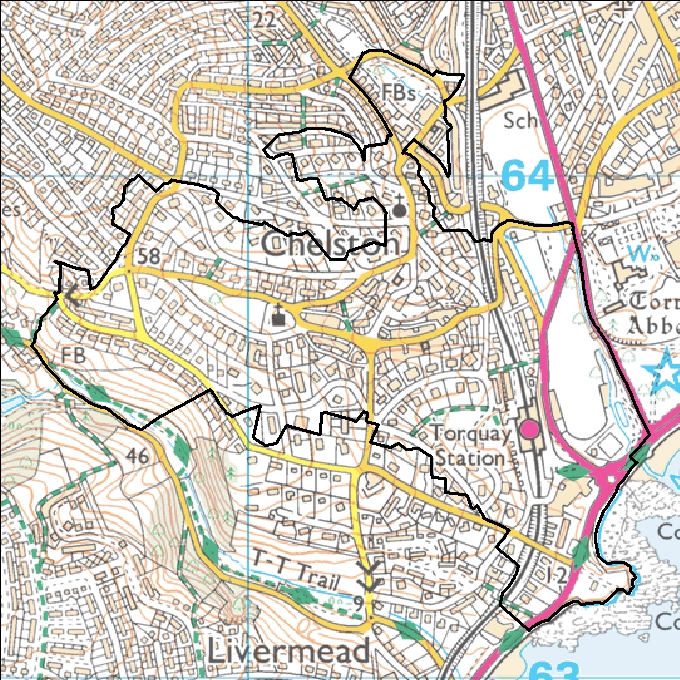 22
FBs
Sch
64
Chelston
58
W
Torr
Abbe
FB
Torquay
Station
46
T-T Trail
12
9
Co
Co
Livermead
63
es